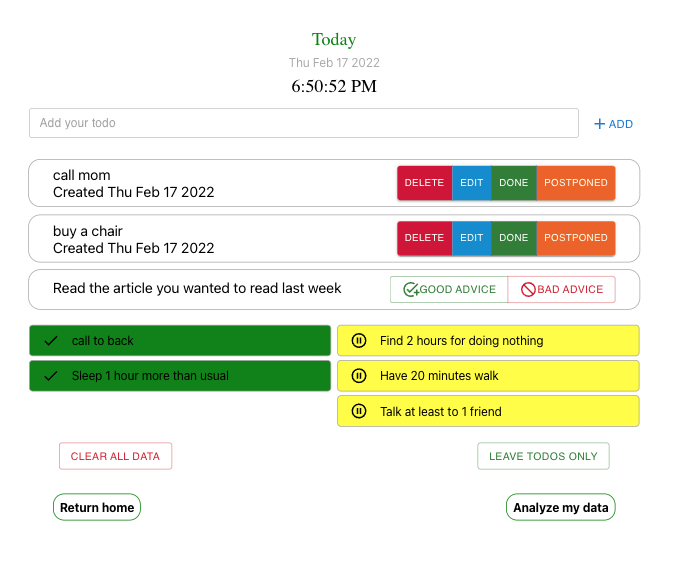 Today
Thu Feb 17 2022
6:50:52 PM
Add your todo
+ ADD
call mom
Created Thu Feb 17 2022
DELETE EDIT DONE POSTPONED
buy a chair
Created Thu Feb 17 2022
DELETE EDIT DONE POSTPONED
Read the article you wanted to read last week
GOOD ADVICE BAD ADVICE
call to back
Sleep 1 hour more than usual
Find 2 hours for doing nothing
Have 20 minutes walk
Talk at least to 1 friend
CLEAR ALL DATA
LEAVE TODOS ONLY
Return home
Analyze my data